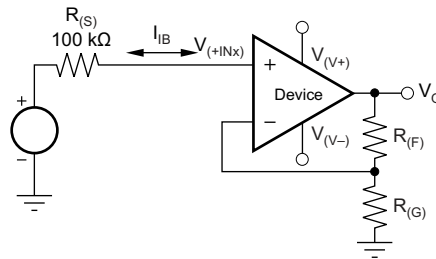 R(S)
100 kΩ
IIB
V(+INx)
V(V+)
+
+
Device
VO
−
−
V(V−)
R(F)
R(G)